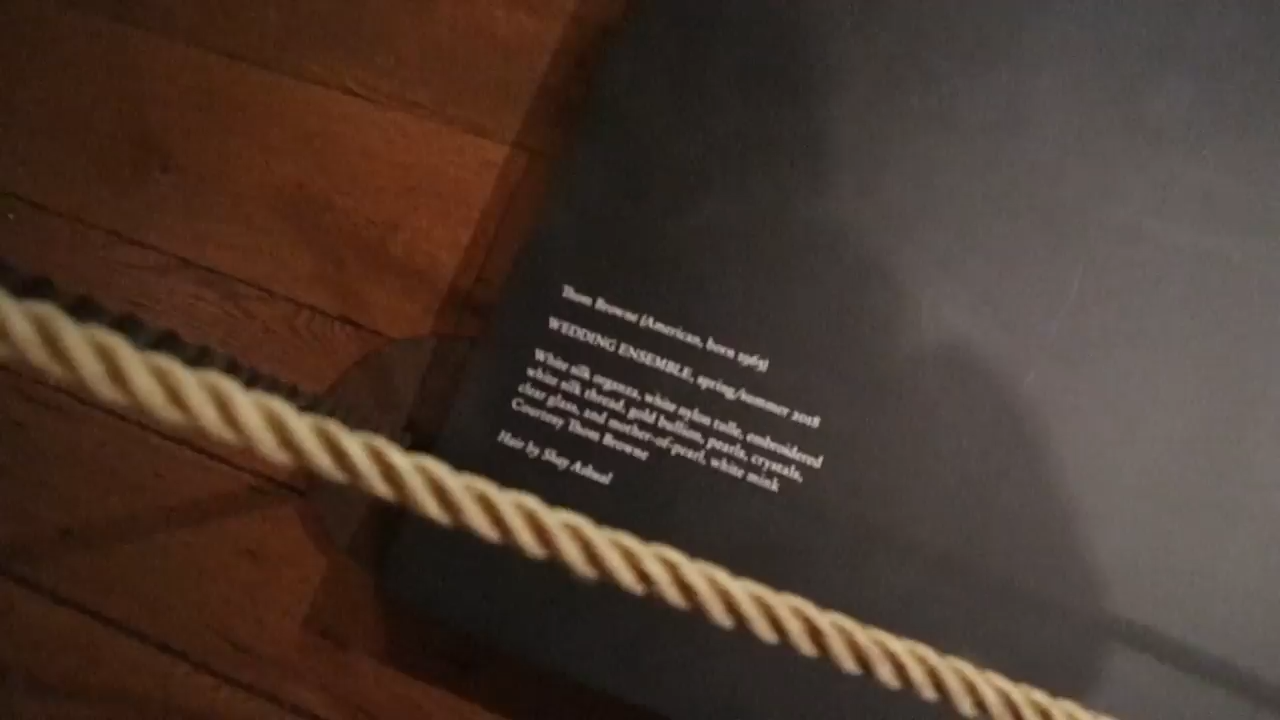 Thom Browne (American, born 1965)
WEDDING ENSEMBLE, spring/summer 2018
White silk organza, white nylon tulle, embroidered
white silk thread, gold bullion, pearls, crystals,
clear glass, and mother-of-pearl, white mink
Courtesy Thom Browne
Hair by Shay Ashual